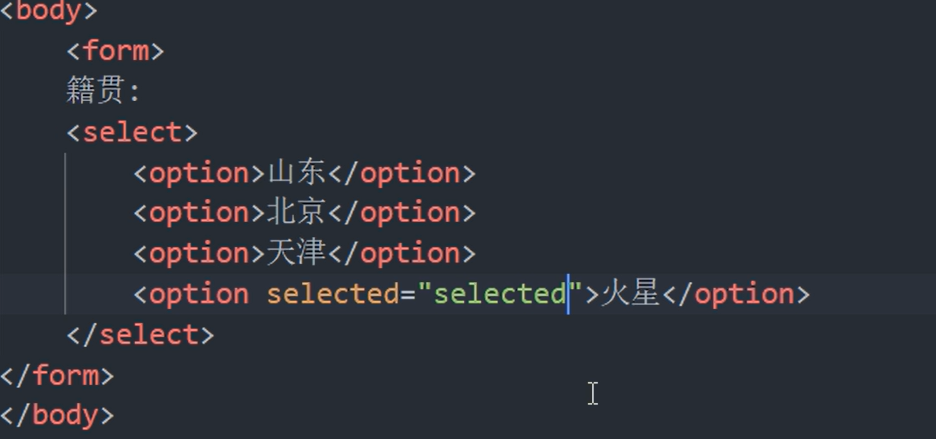 <body>
<form>
籍贯:
<select>
<option>山东</option>
<option>北京</option>
<option>天津</option>
<option selected="selected">火星</option>
</select>
</form>
</body>